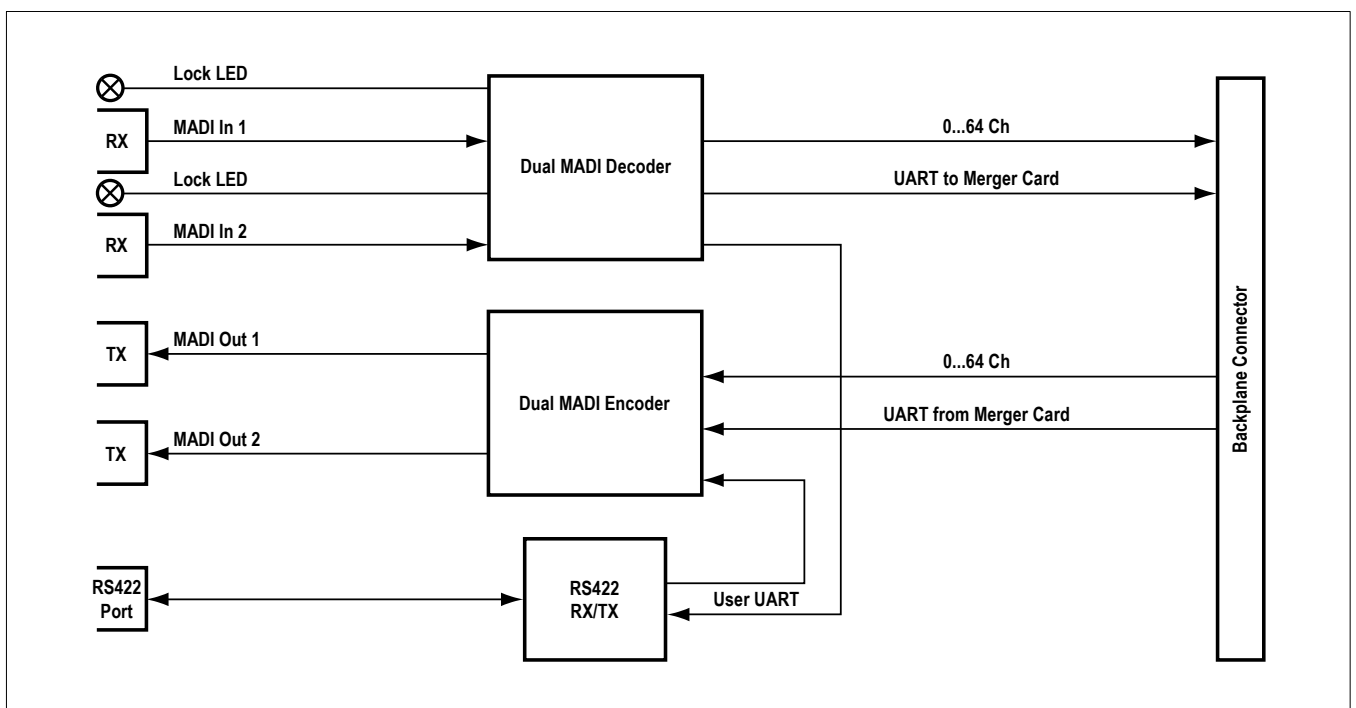 Lock LED
RX
MADI In 1
Lock LED
RX
MADI In 2
Dual MADI Decoder
0...64 Ch
UART to Merger Card
TX
MADI Out 1
TX
MADI Out 2
Dual MADI Encoder
0...64 Ch
UART from Merger Card
Backplane Connector
RS422
Port
RS422
RX/TX
User UART